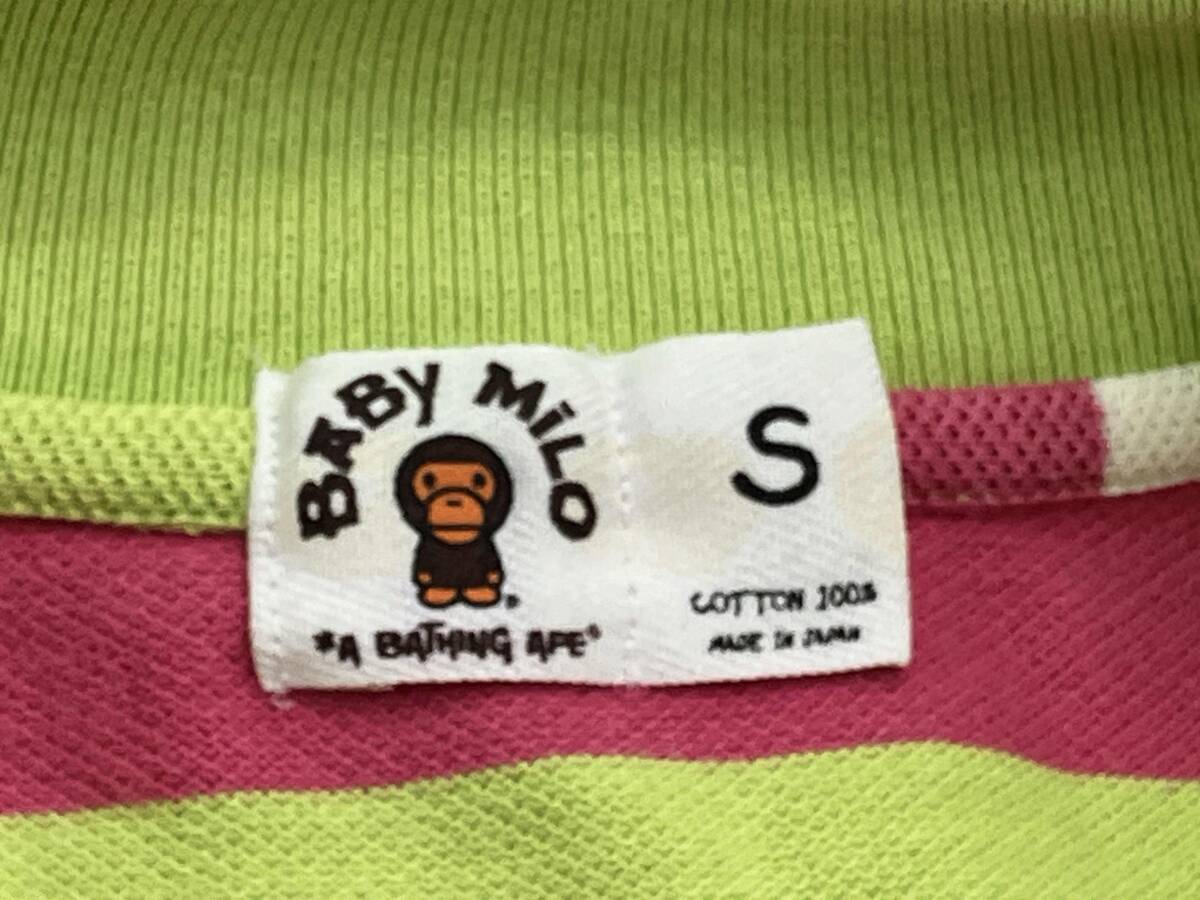 BABY MiLO
S
*A BATHING APE®
COTTON 100%
MADE IN JAPAN